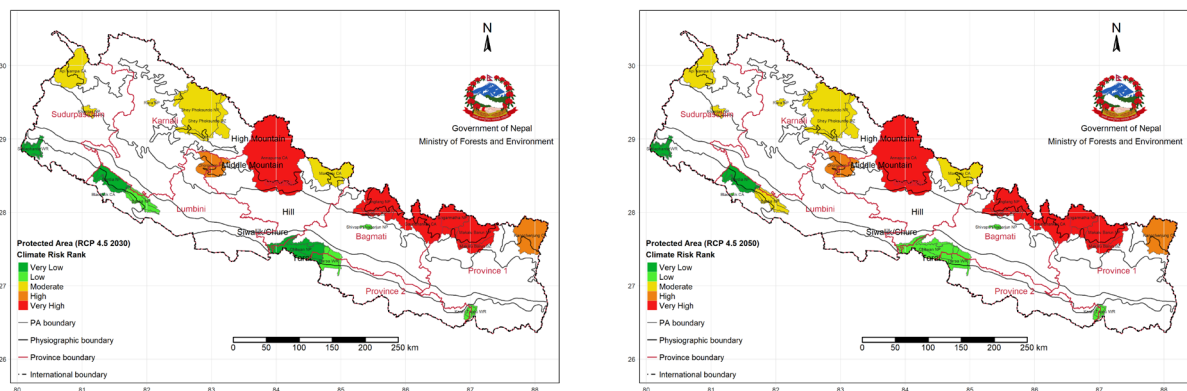 N
Government of Nepal
Ministry of Forests and Environment
Sudurpashchim
Karnali
High Mountain
Middle Mountain
Lumbini
Hill
Siwalik/Chure
Bagmati
Terai
Province 1
Province 2
Protected Area (RCP 4.5 2030)
Climate Risk Rank
Very Low
Low
Moderate
High
Very High
PA boundary
Physiographic boundary
Province boundary
International boundary
0 50 100 150 200 250 km
30
29
28
27
26
80 81 82 83 84 85 86 87 88
N
Government of Nepal
Ministry of Forests and Environment
Sudurpashchim
Karnali
High Mountain
Middle Mountain
Lumbini
Hill
Siwalik/Chure
Bagmati
Terai
Province 1
Province 2
Protected Area (RCP 4.5 2050)
Climate Risk Rank
Very Low
Low
Moderate
High
Very High
PA boundary
Physiographic boundary
Province boundary
International boundary
0 50 100 150 200 250 km
30
29
28
27
26
80 81 82 83 84 85 86 87 88